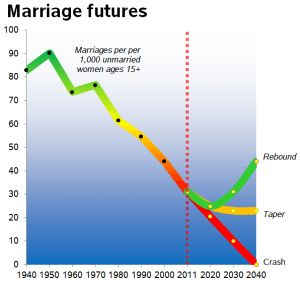 Marriage futures
100
90
80
70
60
50
40
30
20
10
0
Marriages per per
1,000 unmarried
women ages 15+
Rebound
Taper
Crash
1940 1950 1960 1970 1980 1990 2000 2011 2020 2030 2040